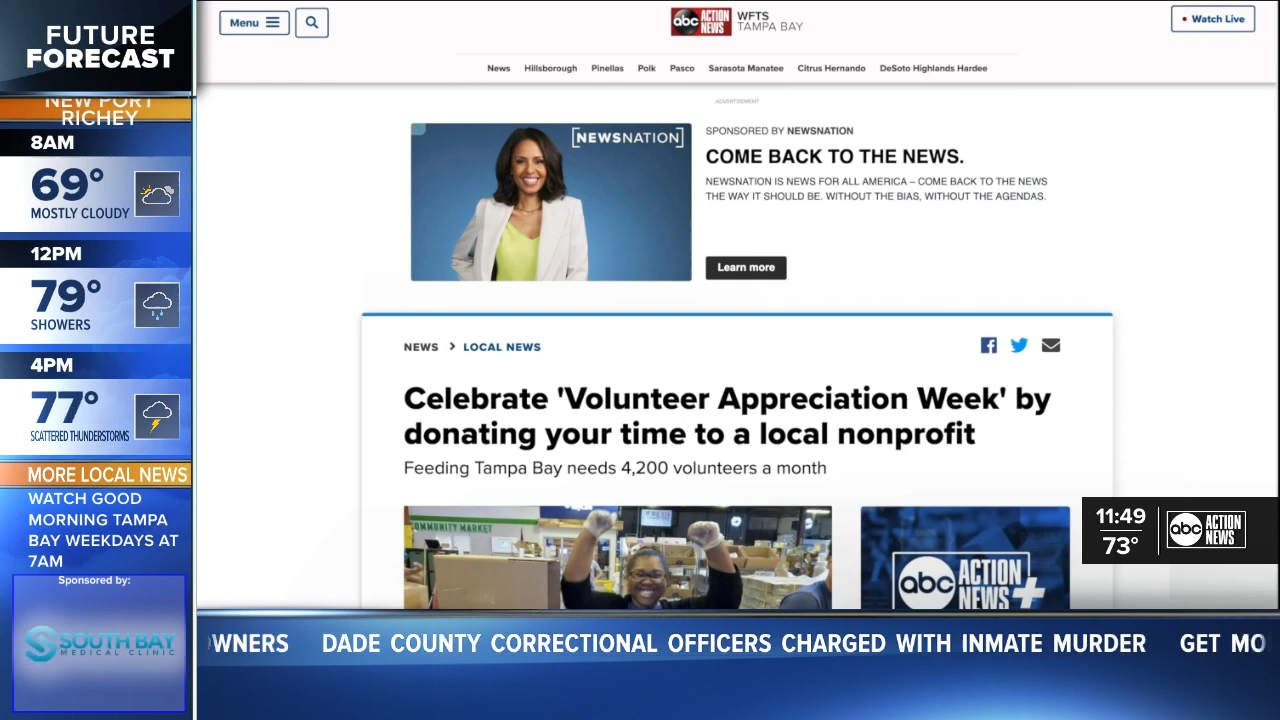 FUTURE
FORECAST
NEW PORT
RICHEY
8AM
69°
MOSTLY CLOUDY
12PM
79°
SHOWERS
4PM
77°
SCATTERED THUNDERSTORMS
MORE LOCAL NEWS
WATCH GOOD
MORNING TAMPA
BAY WEEKDAYS AT
7AM
Sponsored by:
SOUTH BAY
MEDICAL CLINIC
Menu
abc ACTION NEWS
WFTS
TAMPA BAY
Watch Live
News Hillsborough Pinellas Polk Pasco Sarasota Manatee Citrus Hernando DeSoto Highlands Hardee
ADVERTISEMENT
[NEWSNATION]
SPONSORED BY NEWSNATION
COME BACK TO THE NEWS.
NEWSNATION IS NEWS FOR ALL AMERICA – COME BACK TO THE NEWS
THE WAY IT SHOULD BE. WITHOUT THE BIAS, WITHOUT THE AGENDAS.
Learn more
NEWS > LOCAL NEWS
Celebrate 'Volunteer Appreciation Week' by
donating your time to a local nonprofit
Feeding Tampa Bay needs 4,200 volunteers a month
COMMUNITY MARKET
abc ACTION
NEWS+
11:49
73°
abc ACTION
NEWS
OWNERS DADE COUNTY CORRECTIONAL OFFICERS CHARGED WITH INMATE MURDER GET MO